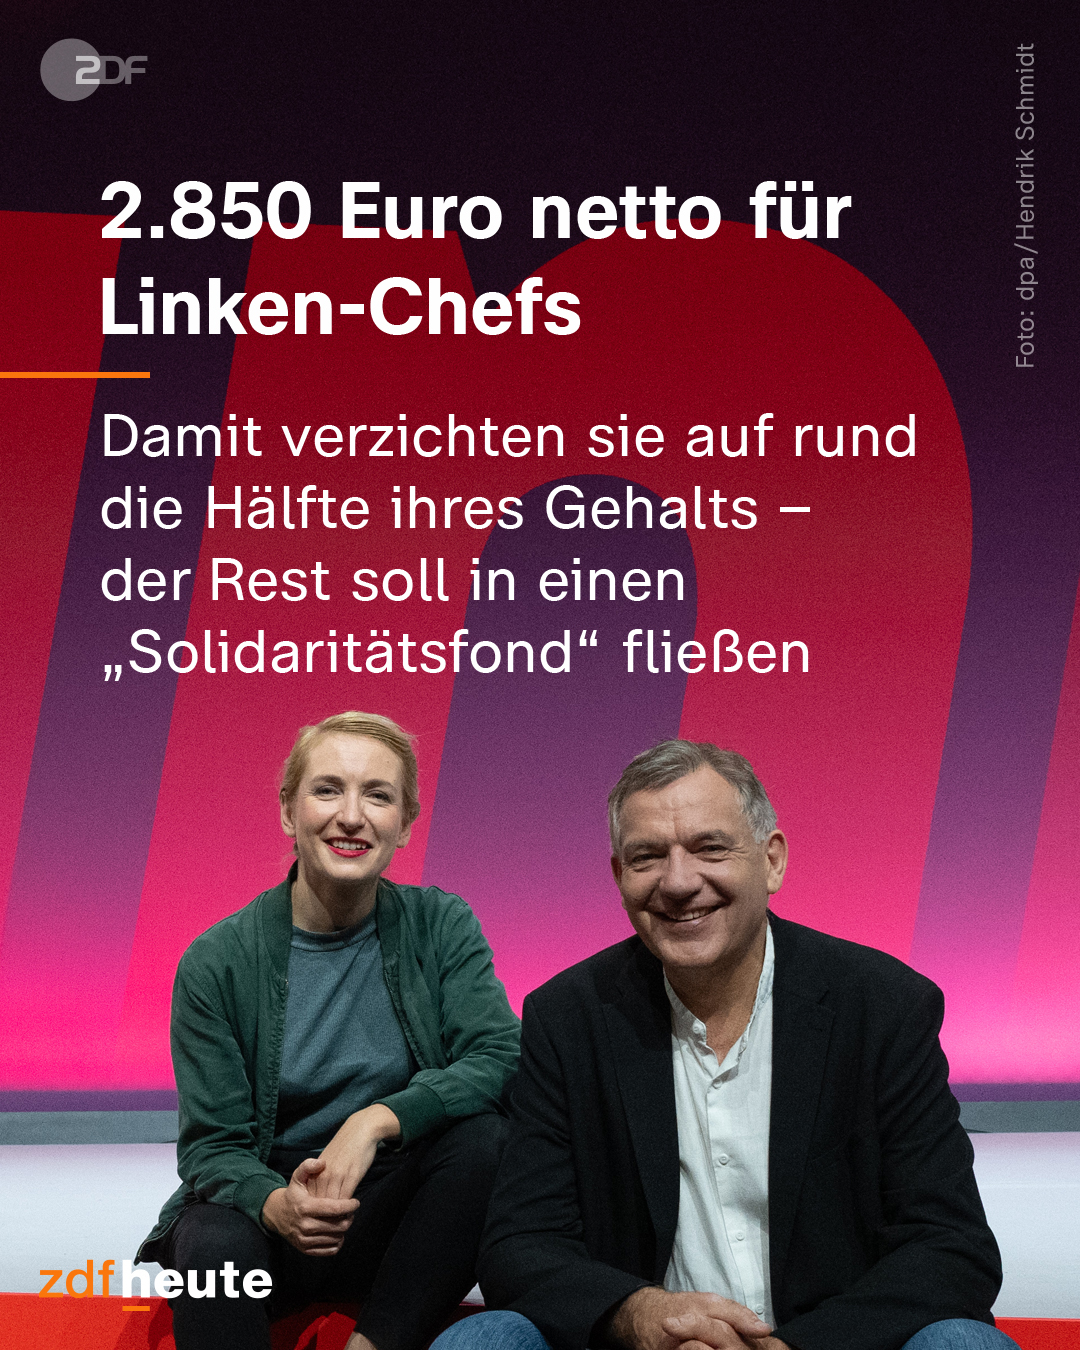 ZDF
Foto: dpa/Hendrik Schmidt
2.850 Euro netto für
Linken-Chefs
Damit verzichten sie auf rund
die Hälfte ihres Gehalts –
der Rest soll in einen
„Solidaritätsfond“ fließen
zdfheute